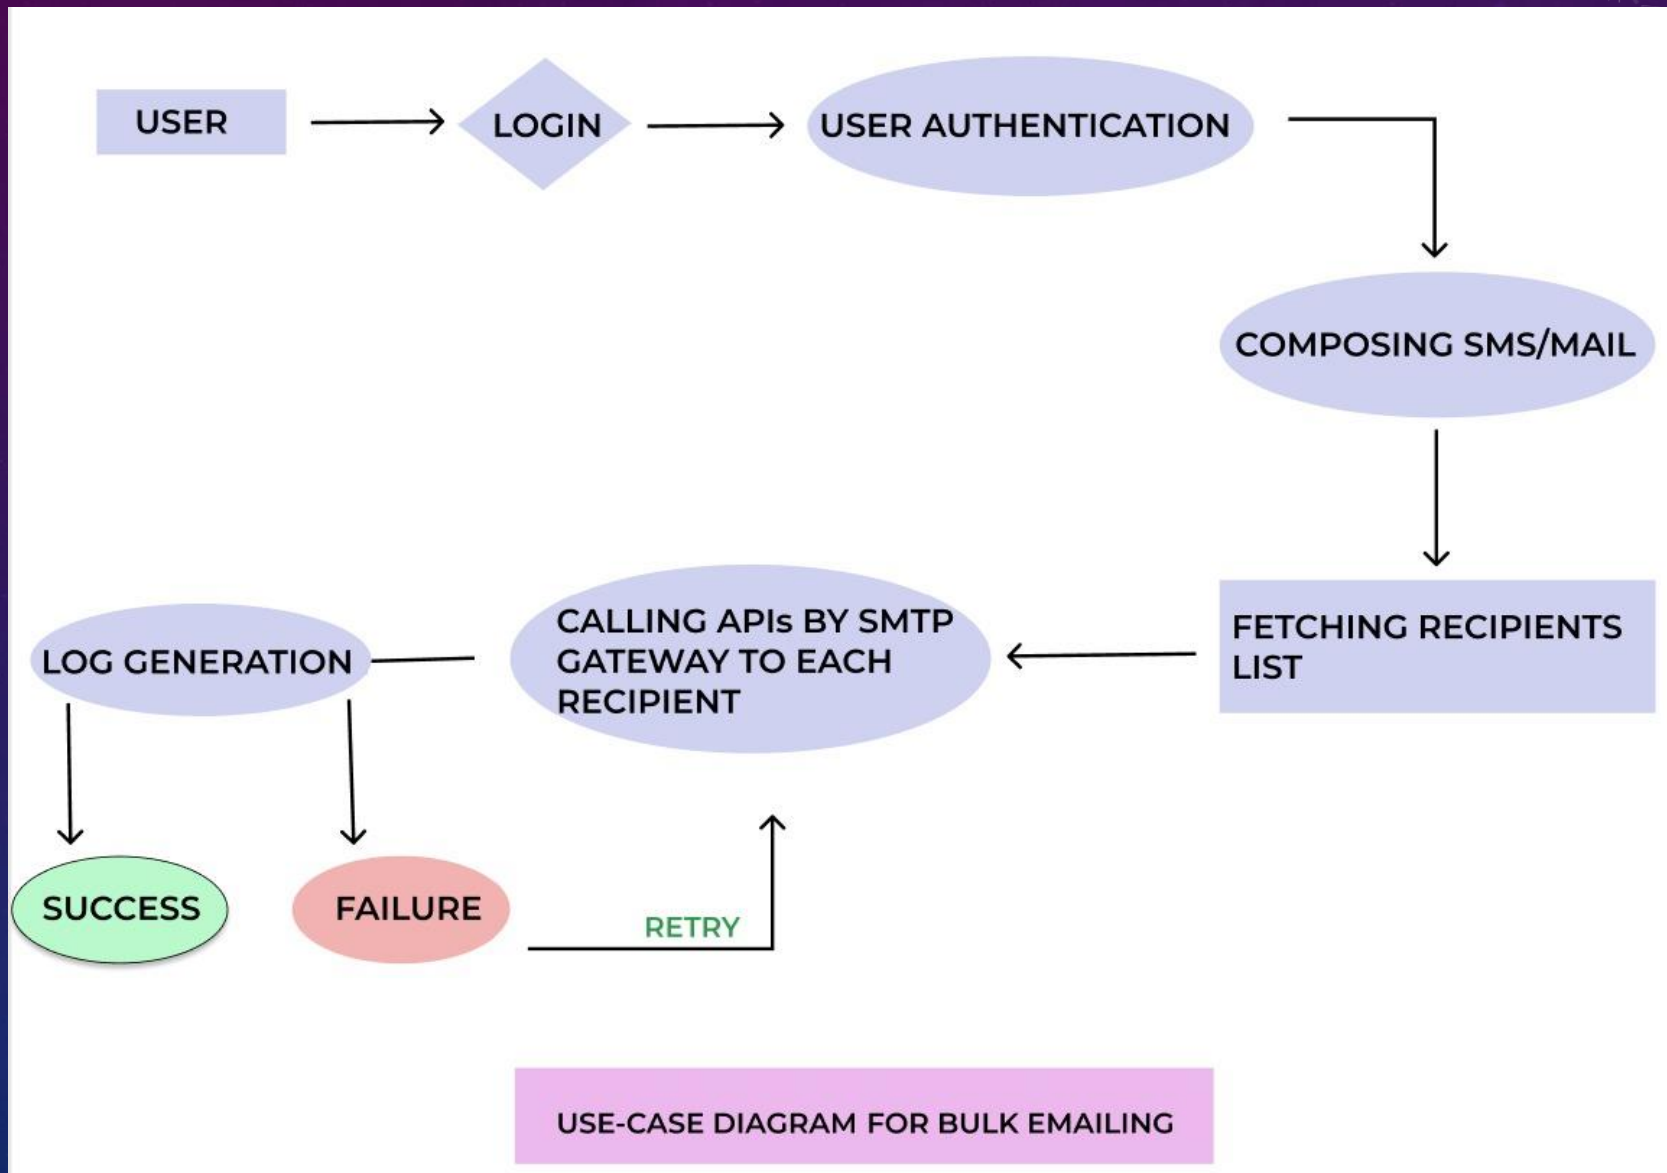 USER
LOGIN
USER AUTHENTICATION
COMPOSING SMS/MAIL
FETCHING RECIPIENTS
LIST
CALLING APIs BY SMTP
GATEWAY TO EACH
RECIPIENT
LOG GENERATION
SUCCESS
FAILURE
RETRY
USE-CASE DIAGRAM FOR BULK EMAILING